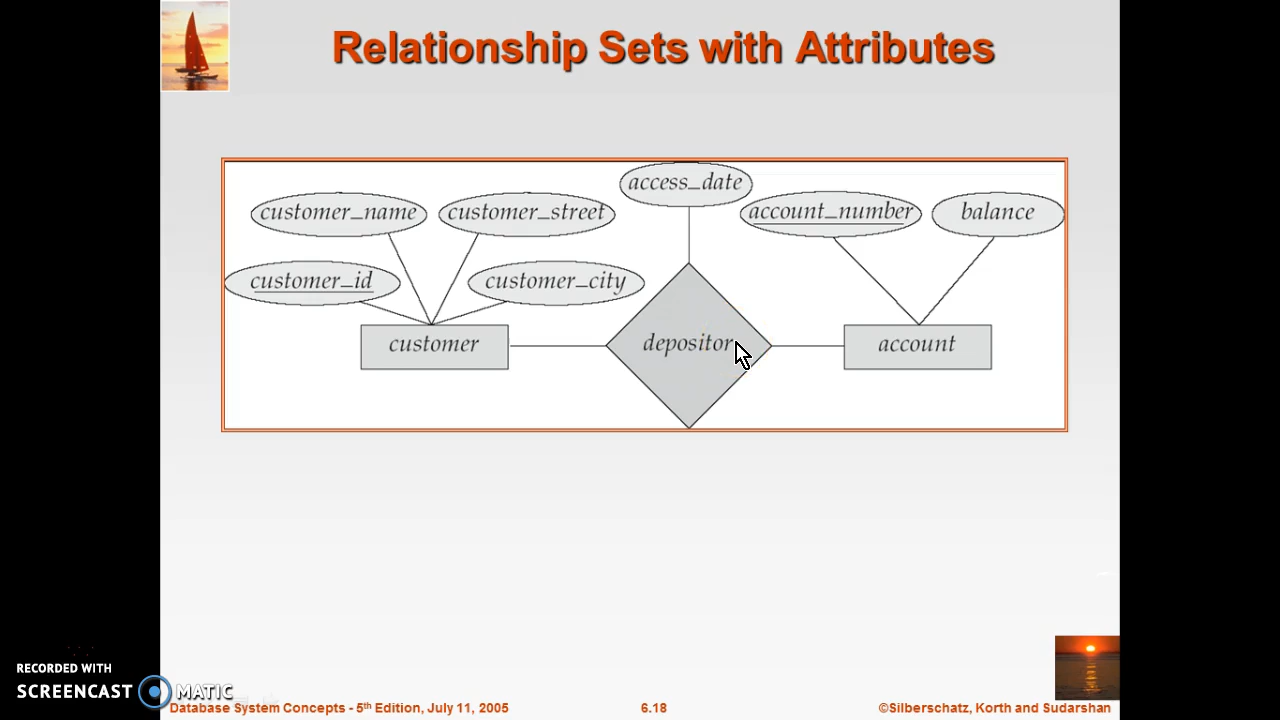 Relationship Sets with Attributes
access_date
customer_name customer_street account_number balance
customer_id customer_city
customer depositor account
RECORDED WITH
SCREENCAST MATIC
Database System Concepts - 5th Edition, July 11, 2005 6.18 ©Silberschatz, Korth and Sudarshan